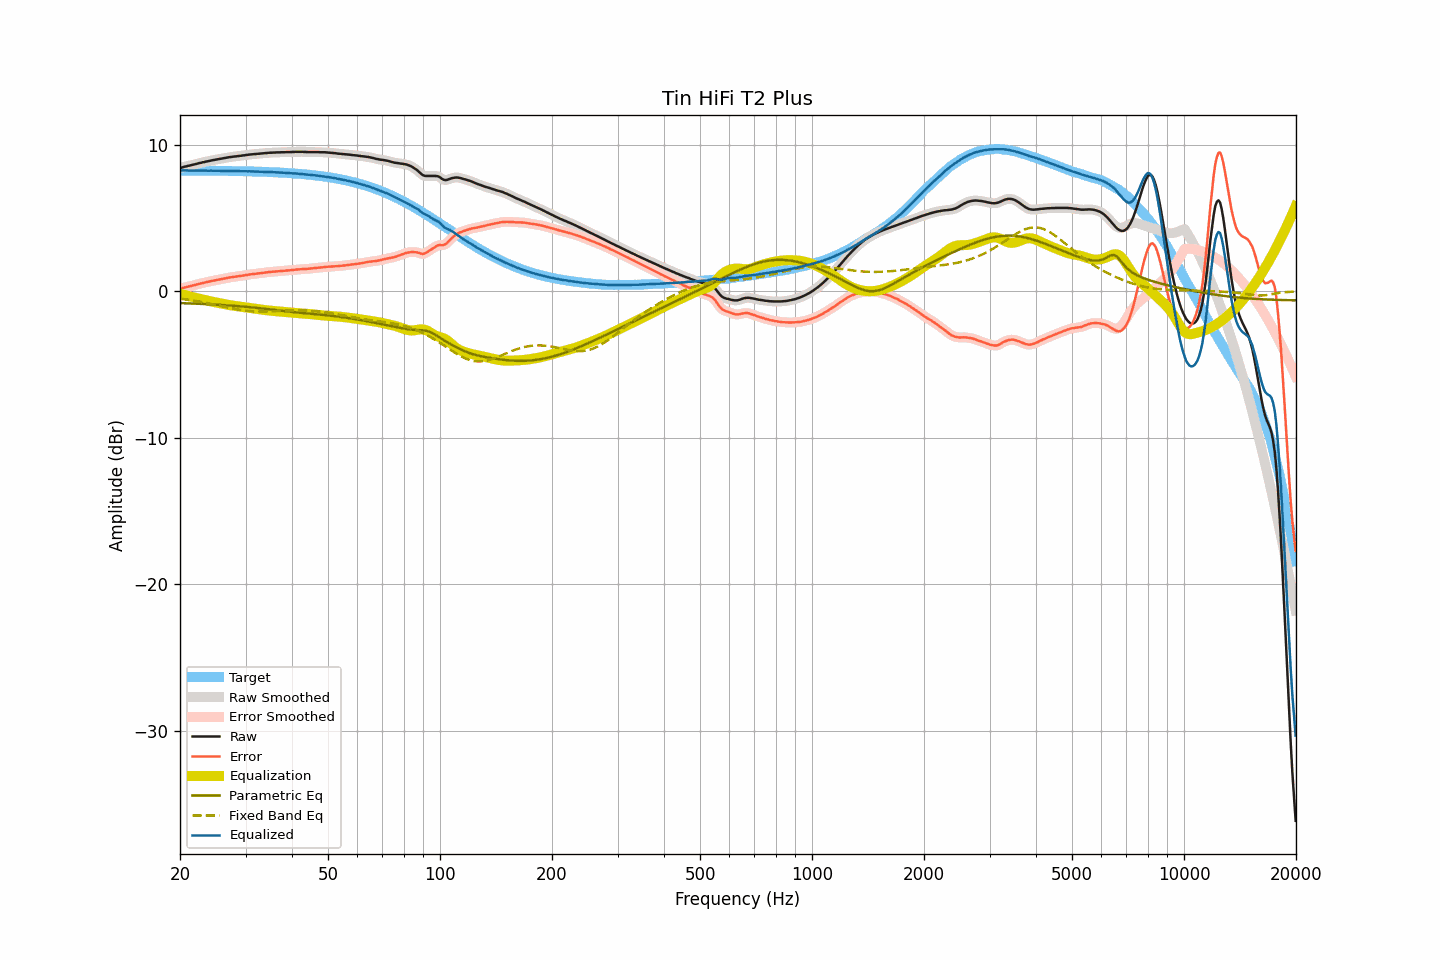 Tin HiFi T2 Plus
Amplitude (dBr)
10
0
−10
−20
−30
Target
Raw Smoothed
Error Smoothed
Raw
Error
Equalization
Parametric Eq
Fixed Band Eq
Equalized
20 50 100 200 500 1000 2000 5000 10000 20000
Frequency (Hz)